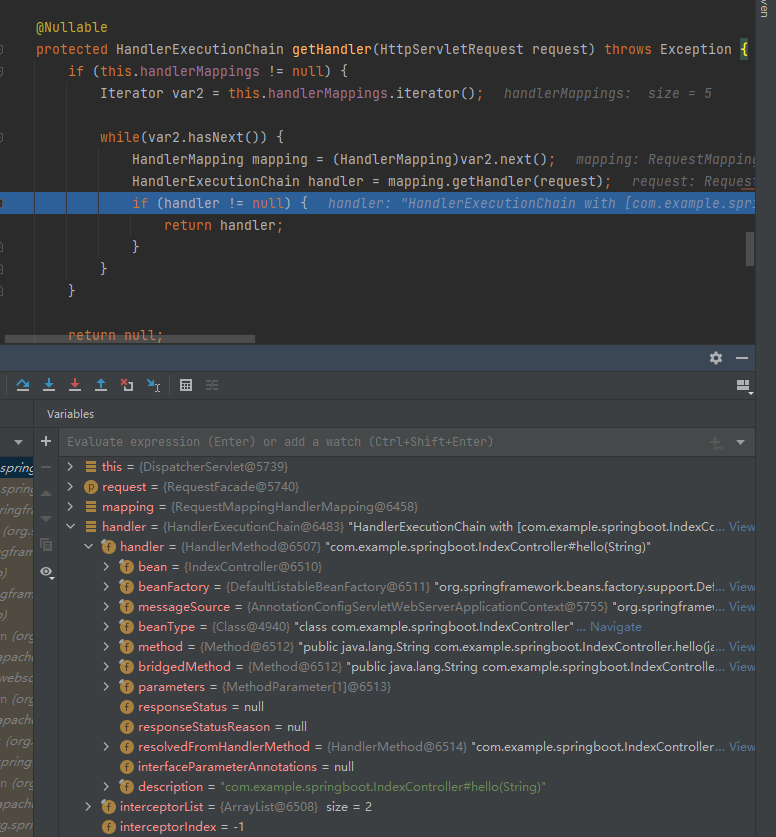 ven
@Nullable
protected HandlerExecutionChain getHandler(HttpServletRequest request) throws Exception {
if (this.handlerMappings != null) {
Iterator var2 = this.handlerMappings.iterator(); handlerMappings: size = 5
while(var2.hasNext()) {
HandlerMapping mapping = (HandlerMapping)var2.next(); mapping: RequestMapping
HandlerExecutionChain handler = mapping.getHandler(request); request: Request
if (handler != null) { handler: "HandlerExecutionChain with [com.example.spri
return handler;
}
}
}
return null;
Variables
Evaluate expression (Enter) or add a watch (Ctrl+Shift+Enter)
this = {DispatcherServlet@5739}
request = {RequestFacade@5740}
mapping = {RequestMappingHandlerMapping@6458}
handler = {HandlerExecutionChain@6483} "HandlerExecutionChain with [com.example.springboot.IndexCc... View
handler = {HandlerMethod@6507} "com.example.springboot.IndexController#hello(String)"
bean = {IndexController@6510}
beanFactory = {DefaultListableBeanFactory@6511} "org.springframework.beans.factory.support.Def... View
messageSource = {AnnotationConfigServletWebServerApplicationContext@5755} "org.springframew... View
beanType = {Class@4940} "class com.example.springboot.IndexController"... Navigate
method = {Method@6512} "public java.lang.String com.example.springboot.IndexController.hello(ja... View
bridgedMethod = {Method@6512} "public java.lang.String com.example.springboot.IndexControlle... View
parameters = {MethodParameter[1]@6513}
responseStatus = null
responseStatusReason = null
resolvedFromHandlerMethod = {HandlerMethod@6514} "com.example.springboot.IndexController... View
interfaceParameterAnnotations = null
description = "com.example.springboot.IndexController#hello(String)"
interceptorList = {ArrayList@6508} size = 2
interceptorIndex = -1